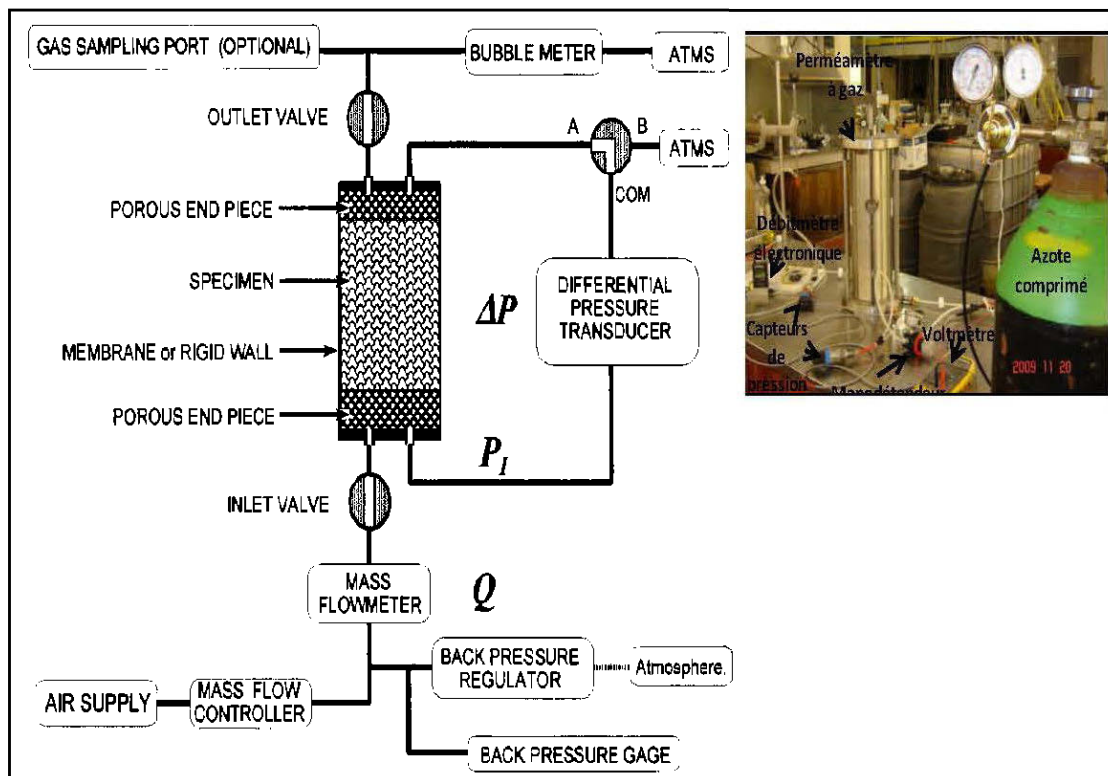 GAS SAMPLING PORT (OPTIONAL)
BUBBLE METER
ATMS
OUTLET VALVE
A
B
ATMS
COM
POROUS END PIECE
SPECIMEN
ΔP
DIFFERENTIAL
PRESSURE
TRANSDUCER
MEMBRANE or RIGID WALL
POROUS END PIECE
P₁
INLET VALVE
MASS
FLOWMETER
Q
BACK PRESSURE
REGULATOR
Atmosphere.
AIR SUPPLY
MASS FLOW
CONTROLLER
BACK PRESSURE GAGE
Perméamètre
à gaz
Débitmètre
électronique
Azote
comprimé
Capteurs
de
pression
Voltmètre
Manodétendeur
2009 11 20